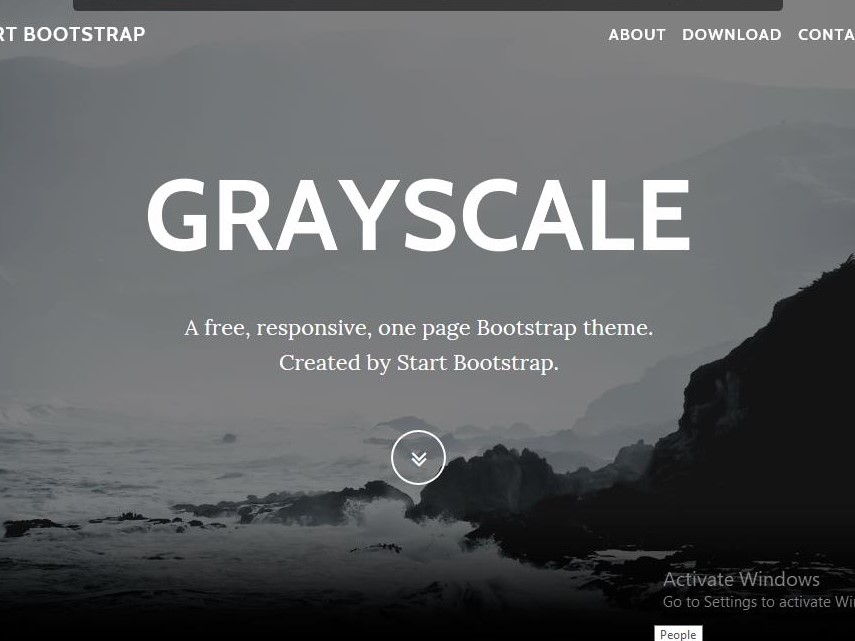 RT BOOTSTRAP
ABOUT DOWNLOAD CONTA
GRAYSCALE
A free, responsive, one page Bootstrap theme.
Created by Start Bootstrap.
Activate Windows
Go to Settings to activate Wi
People